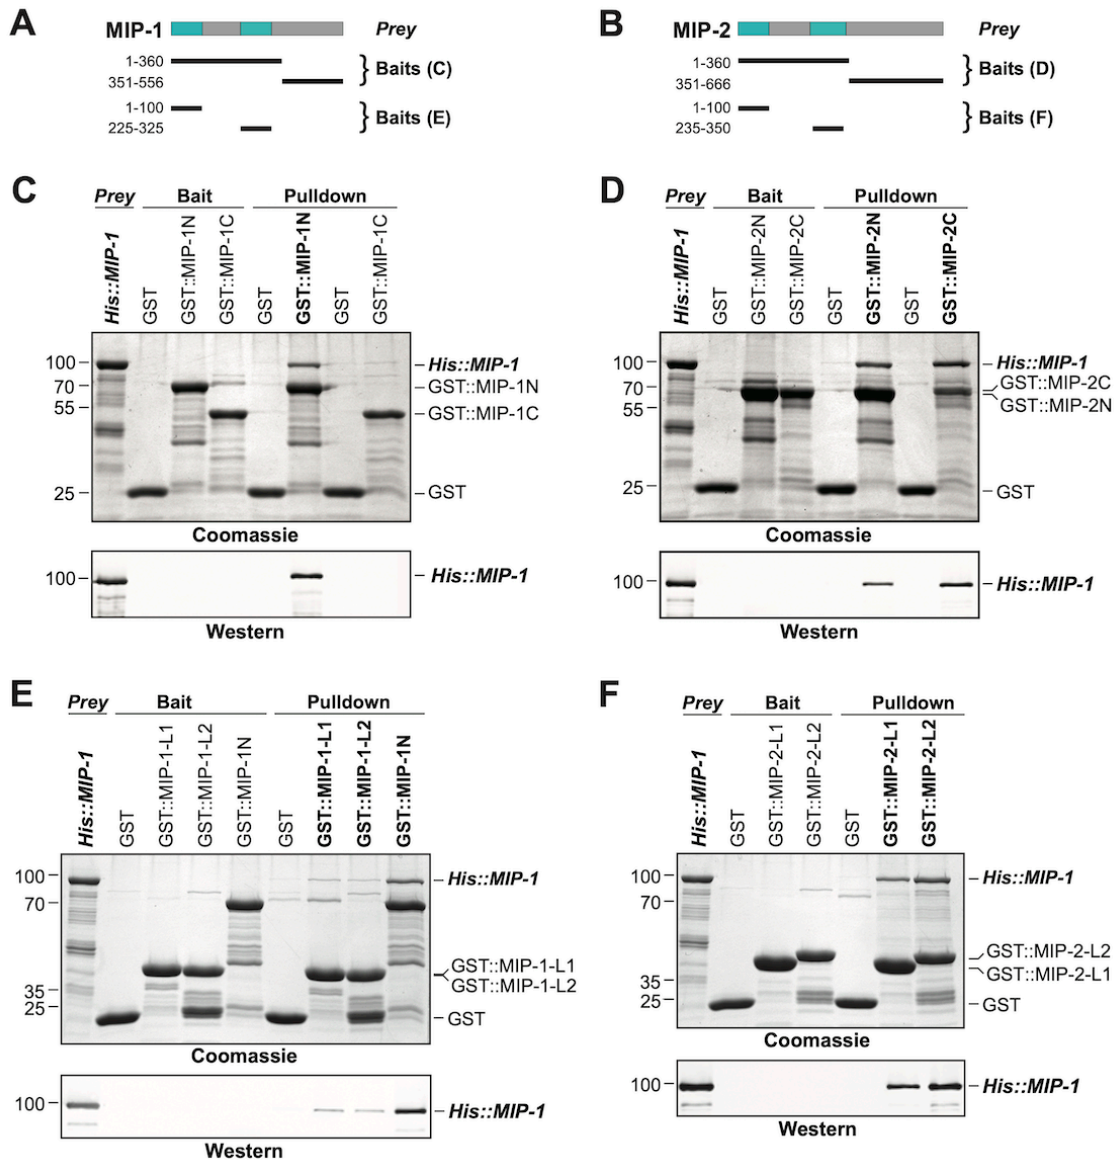 A
MIP-1
Prey
1-360
351-556
Baits (C)
1-100
225-325
Baits (E)
B
MIP-2
Prey
1-360
351-666
Baits (D)
1-100
235-350
Baits (F)
C
Prey Bait Pulldown
His::MIP-1
GST
GST::MIP-1N
GST::MIP-1C
GST
GST::MIP-1N
GST
GST::MIP-1C
100
70
55
25
His::MIP-1
GST::MIP-1N
GST::MIP-1C
GST
Coomassie
100
His::MIP-1
Western
D
Prey Bait Pulldown
His::MIP-1
GST
GST::MIP-2N
GST::MIP-2C
GST
GST::MIP-2N
GST
GST::MIP-2C
100
70
55
25
His::MIP-1
GST::MIP-2C
GST::MIP-2N
GST
Coomassie
100
His::MIP-1
Western
E
Prey Bait Pulldown
His::MIP-1
GST
GST::MIP-1-L1
GST::MIP-1-L2
GST::MIP-1N
GST
GST::MIP-1-L1
GST::MIP-1-L2
GST::MIP-1N
100
70
35
25
His::MIP-1
GST::MIP-1-L1
GST::MIP-1-L2
GST
Coomassie
100
His::MIP-1
Western
F
Prey Bait Pulldown
His::MIP-1
GST
GST::MIP-2-L1
GST::MIP-2-L2
GST
GST::MIP-2-L1
GST::MIP-2-L2
100
70
35
25
His::MIP-1
GST::MIP-2-L2
GST::MIP-2-L1
GST
Coomassie
100
His::MIP-1
Western